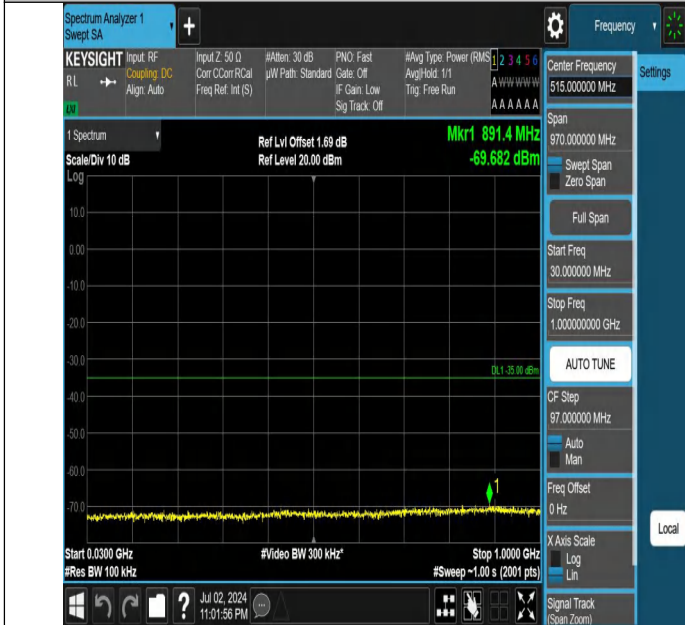 Spectrum Analyzer 1
Swept SA
+
Frequency
KEYSIGHT
RL
Input: RF
Coupling: DC
Align: Auto
Input Z: 50 Ω
Corr CCorr RCal
Freq Ref: Int (S)
#Atten: 30 dB
µW Path: Standard
PNO: Fast
Gate: Off
IF Gain: Low
Sig Track: Off
#Avg Type: Power (RMS
Avg|Hold: 1/1
Trig: Free Run
1 2 3 4 5 6
A W W W W W
A A A A A A
1 Spectrum
Scale/Div 10 dB
Log
Ref Lvl Offset 1.69 dB
Ref Level 20.00 dBm
Mkr1 891.4 MHz
-69.682 dBm
10.0
0.00
-10.0
-20.0
-30.0
DL1 -35.00 dBm
-40.0
-50.0
-60.0
1
-70.0
Start 0.0300 GHz
#Video BW 300 kHz*
Stop 1.0000 GHz
#Res BW 100 kHz
#Sweep ~1.00 s (2001 pts)
?
Jul 02, 2024
11:01:56 PM
Center Frequency
515.000000 MHz
Settings
Span
970.000000 MHz
Swept Span
Zero Span
Full Span
Start Freq
30.000000 MHz
Stop Freq
1.000000000 GHz
AUTO TUNE
CF Step
97.000000 MHz
Auto
Man
Freq Offset
0 Hz
X Axis Scale
Log
Lin
Local
Signal Track
(Span Zoom)